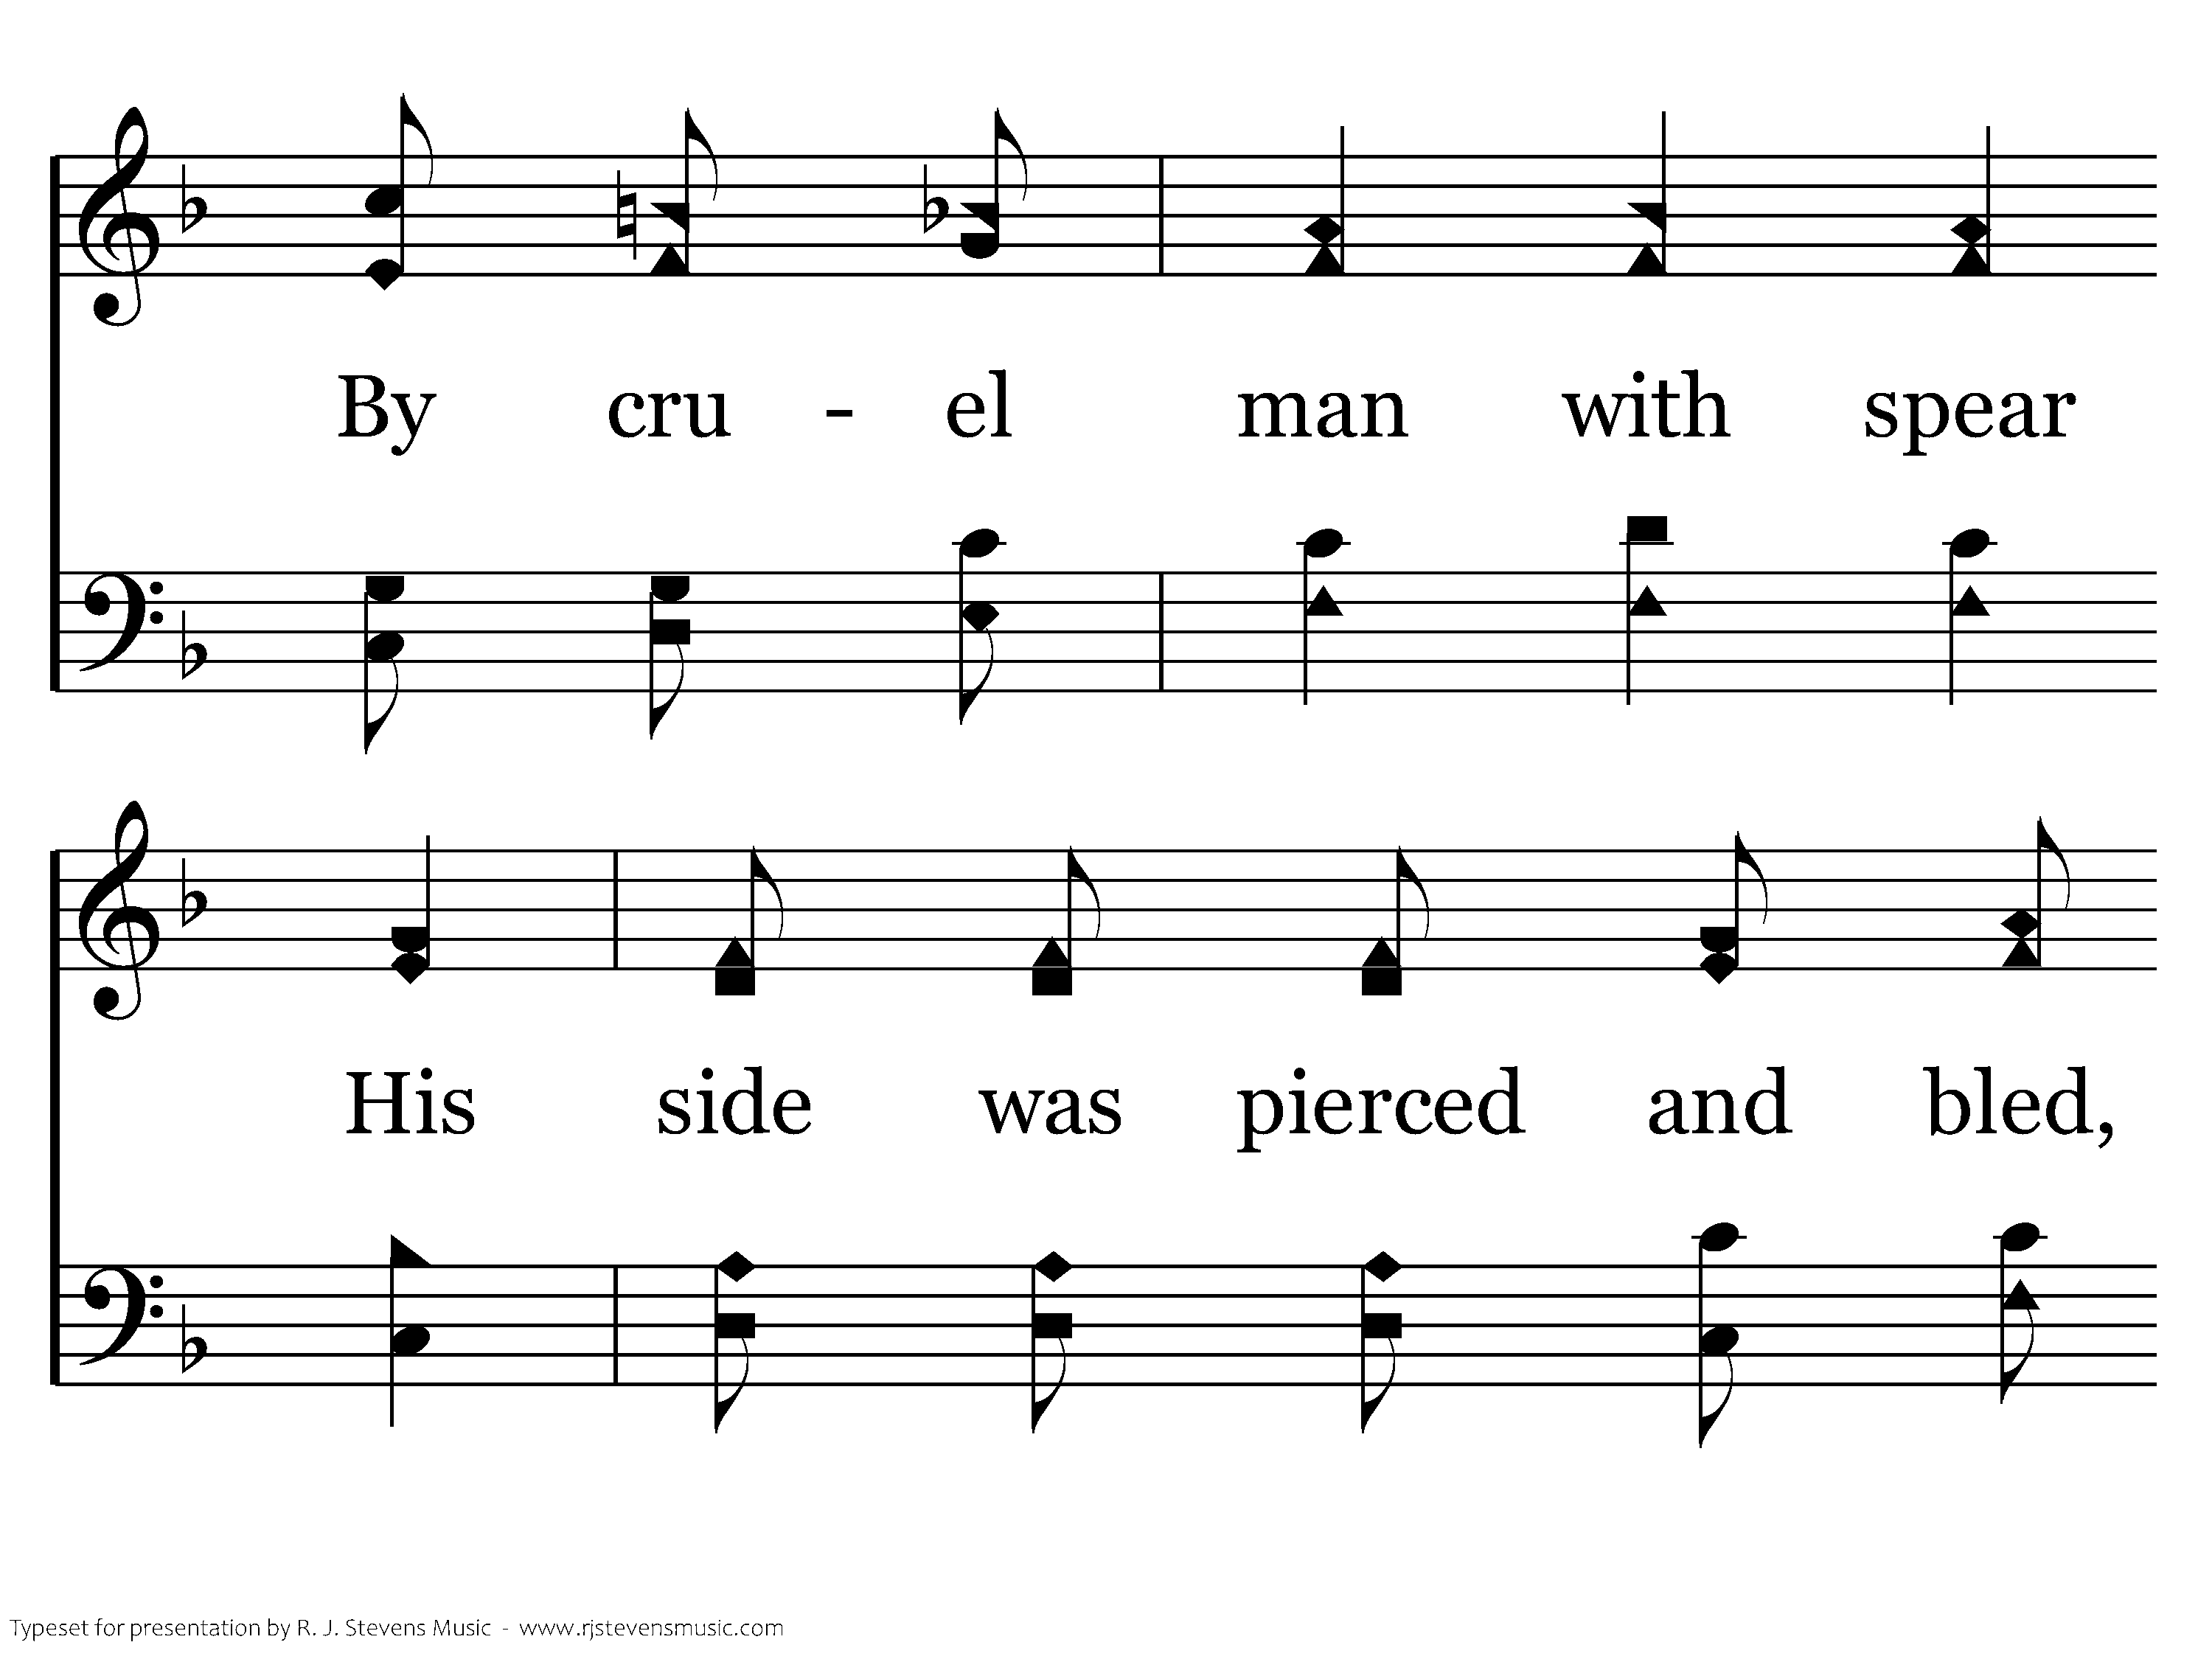 By cru - el man with spear
His side was pierced and bled,
Typeset for presentation by R. J. Stevens Music - www.rjstevensmusic.com